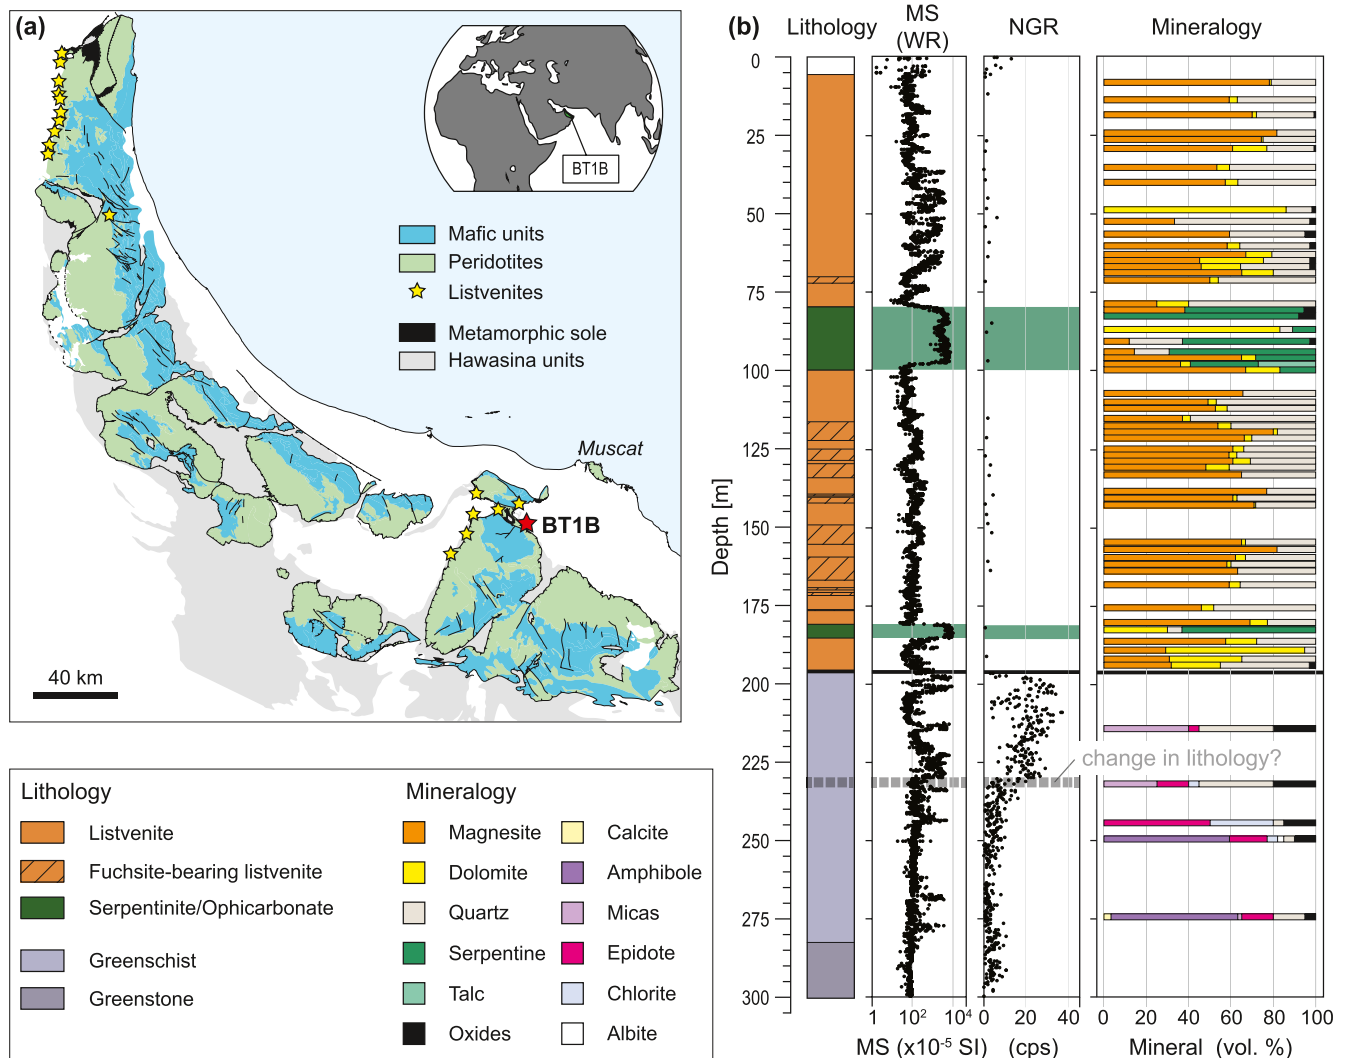 (a)
BT1B
Mafic units
Peridotites
Listvenites
Metamorphic sole
Hawasina units
Muscat
BT1B
40 km
(b)
Lithology
MS
(WR)
NGR
Mineralogy
Depth [m]
0
25
50
75
100
125
150
175
200
225
250
275
300
change in lithology?
1 10² 10⁴
MS (x10⁻⁵ SI)
0 20 40
(cps)
0 20 40 60 80 100
Mineral (vol. %)
Lithology
Listvenite
Fuchsite-bearing listvenite
Serpentinite/Ophicarbonate
Greenschist
Greenstone
Mineralogy
Magnesite
Dolomite
Quartz
Serpentine
Talc
Oxides
Calcite
Amphibole
Micas
Epidote
Chlorite
Albite